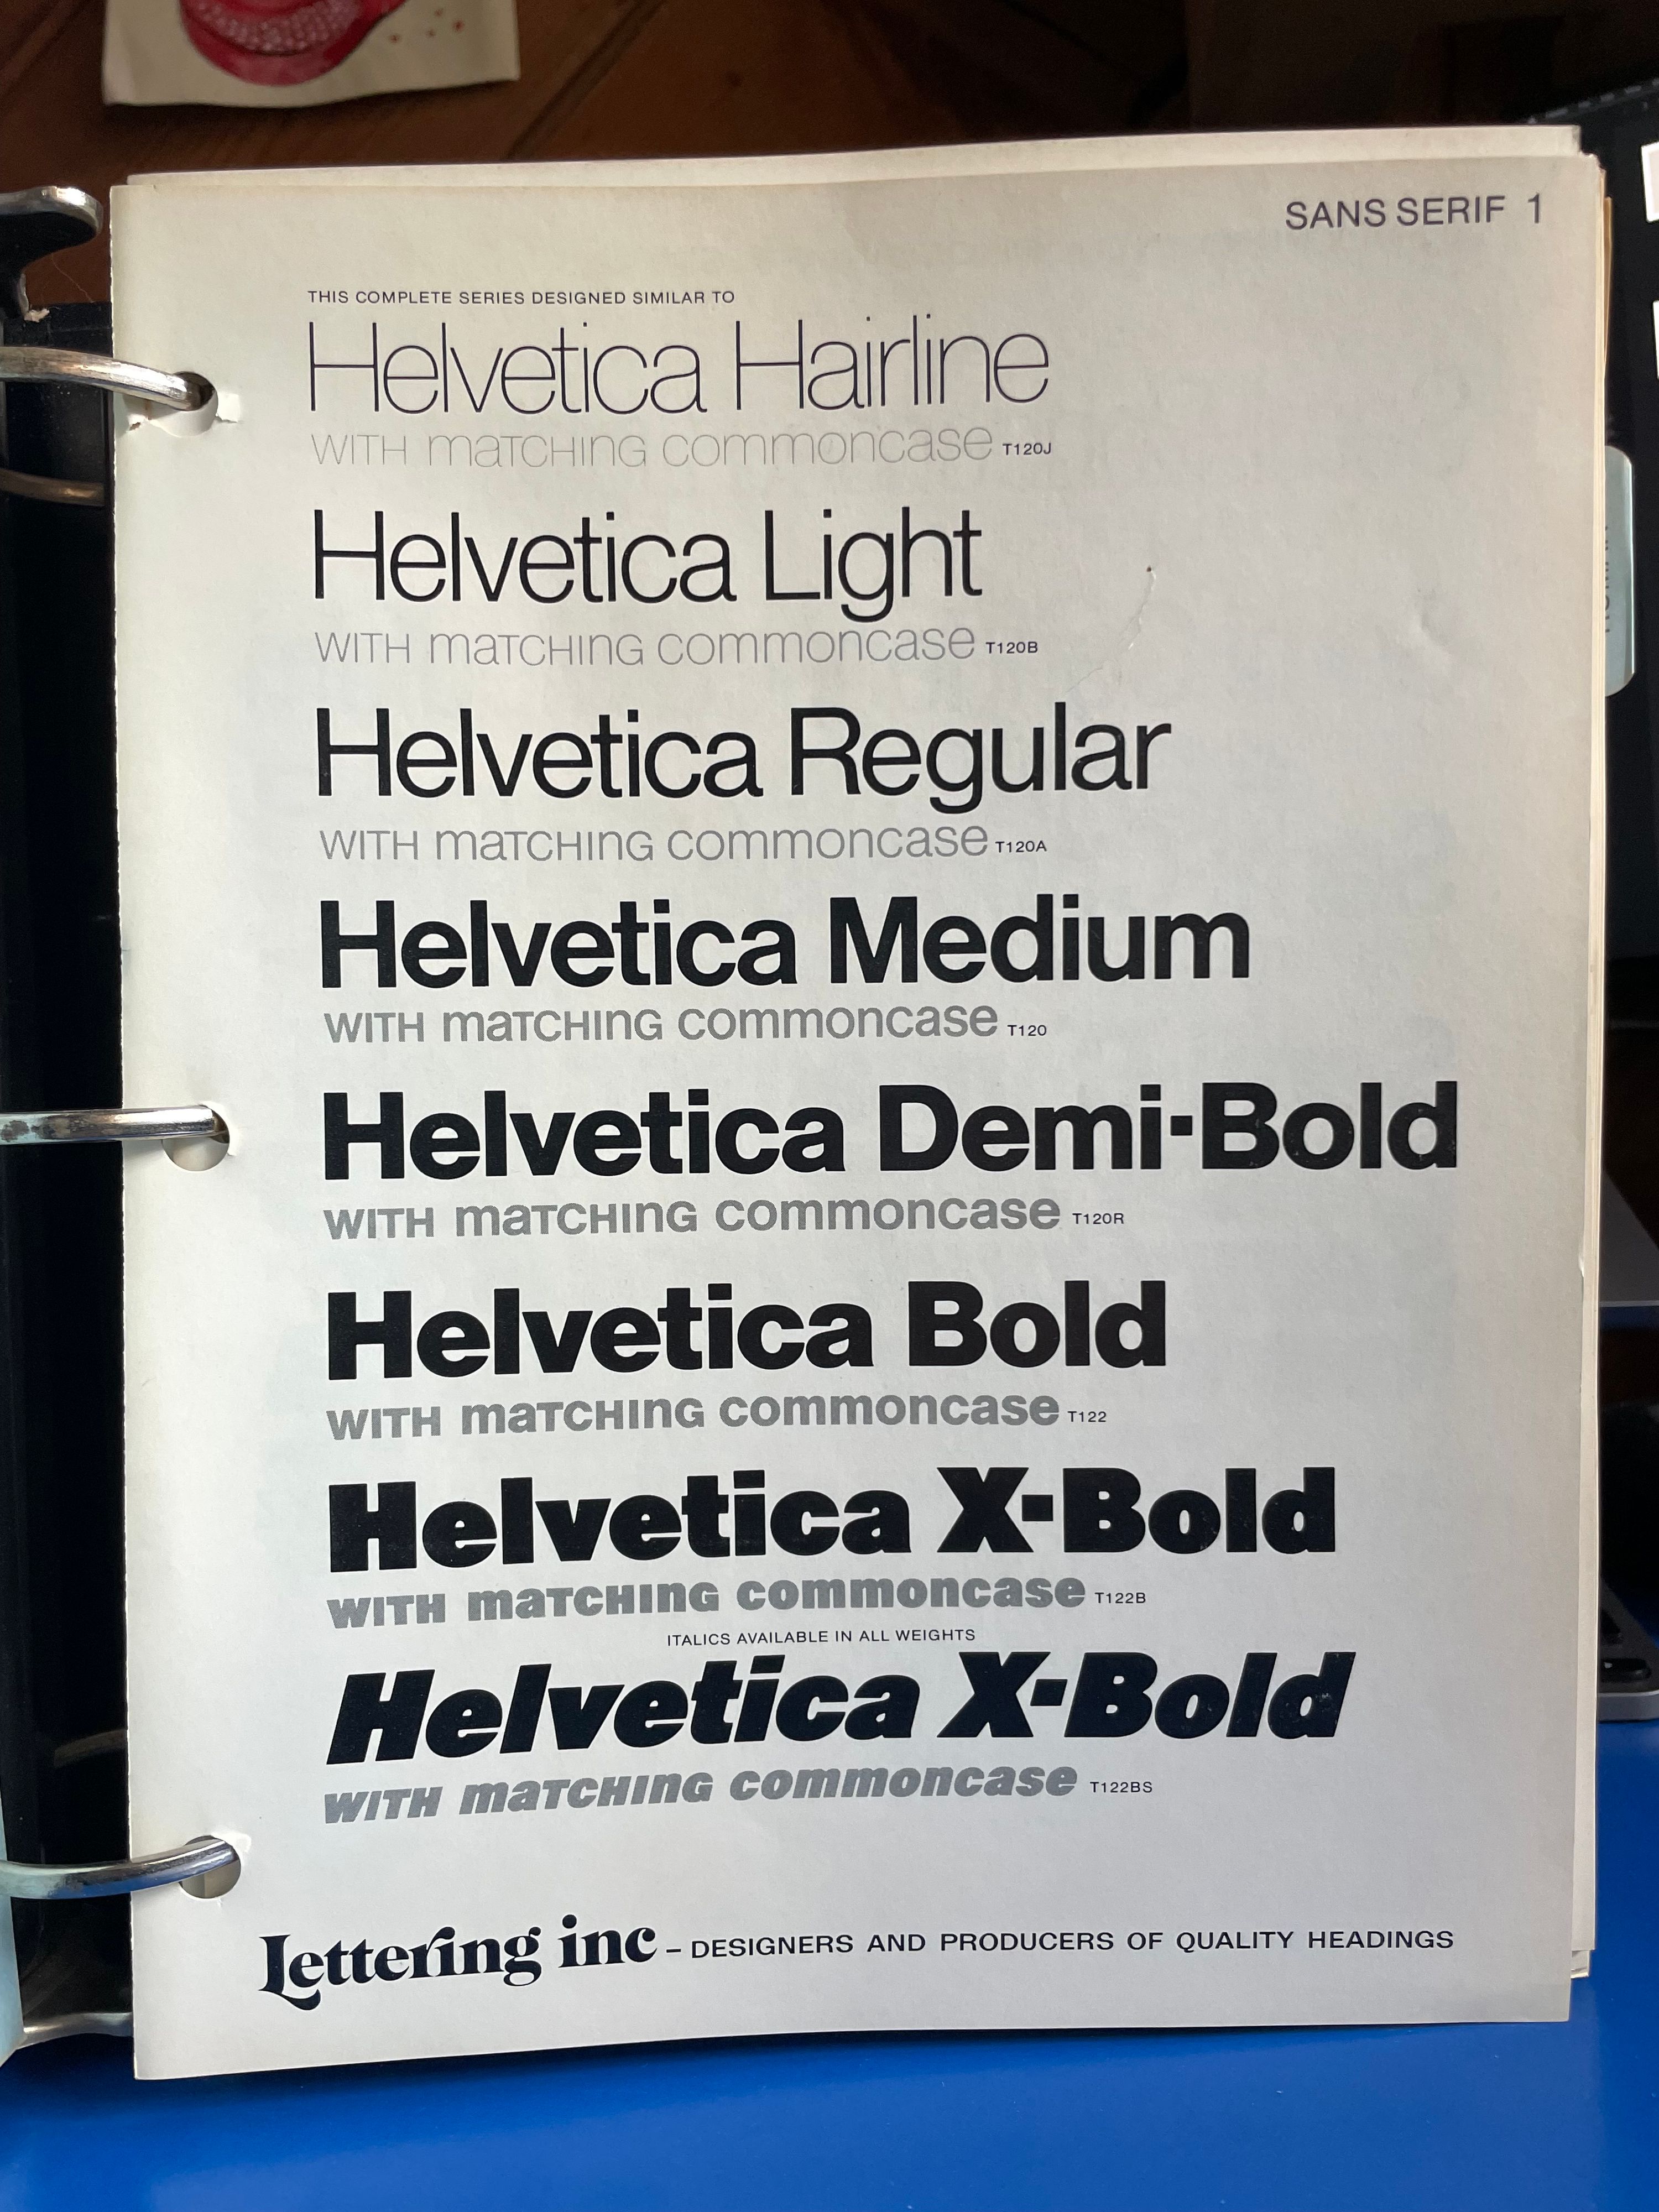 SANS SERIF 1
THIS COMPLETE SERIES DESIGNED SIMILAR TO
Helvetica Hairline
WITH maTCHInG commoncase T120J
Helvetica Light
WITH maTCHInG commoncase T120B
Helvetica Regular
WITH maTCHInG commoncase T120A
Helvetica Medium
WITH maTCHInG commoncase T120
Helvetica Demi-Bold
WITH maTCHInG commoncase T120R
Helvetica Bold
WITH maTCHInG commoncase T122
Helvetica X-Bold
WITH maTCHInG commoncase T122B
ITALICS AVAILABLE IN ALL WEIGHTS
Helvetica X-Bold
WITH maTCHInG commoncase T122BS
Lettering inc – DESIGNERS AND PRODUCERS OF QUALITY HEADINGS